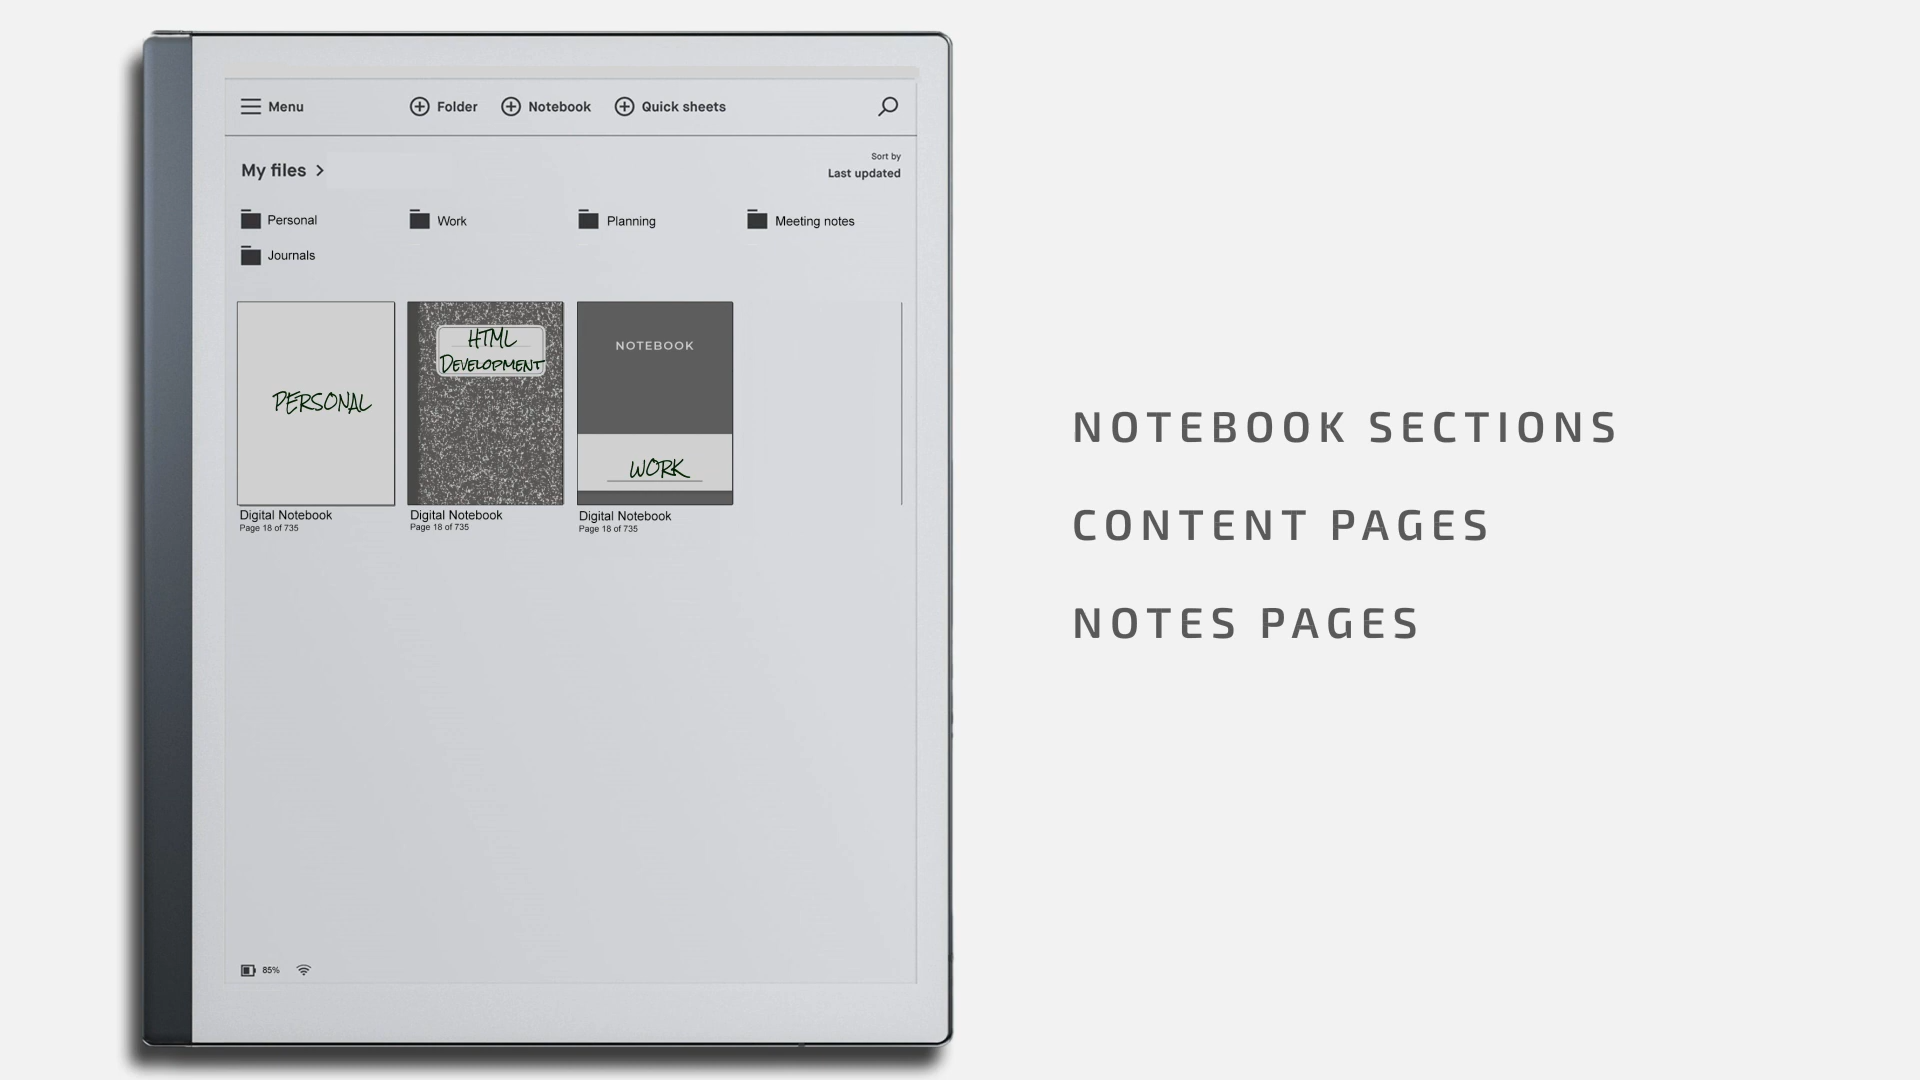 Menu
Folder
Notebook
Quick sheets
My files
Sort by
Last updated
Personal
Work
Planning
Meeting notes
Journals
PERSONAL
HTML
DEVELOPMENT
NOTEBOOK
WORK
Digital Notebook
Page 18 of 735
Digital Notebook
Page 18 of 735
Digital Notebook
Page 18 of 735
85%
NOTEBOOK SECTIONS
CONTENT PAGES
NOTES PAGES